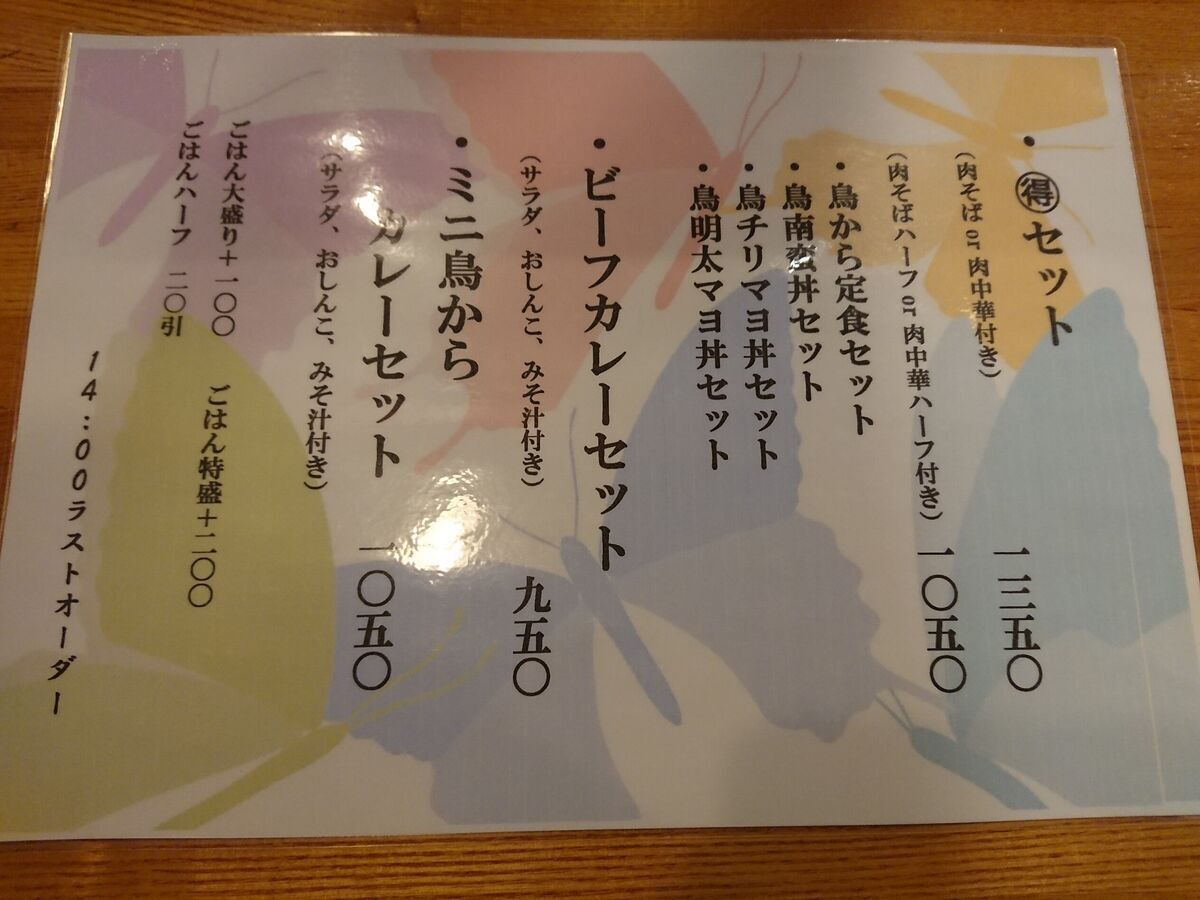 ・㊕セット
（肉そば or 肉中華付き）
一三五〇
（肉そばハーフ or 肉中華ハーフ付き）
一〇五〇
・鳥から定食セット
・鳥南蛮丼セット
・鳥チリマヨ丼セット
・鳥明太マヨ丼セット
・ビーフカレーセット
（サラダ、おしんこ、みそ汁付き）
九五〇
・ミニ鳥から
カレーセット
（サラダ、おしんこ、みそ汁付き）
一〇五〇
ごはん大盛り＋一〇〇
ごはん特盛＋二〇〇
ごはんハーフ 二〇引
14:00ラストオーダー